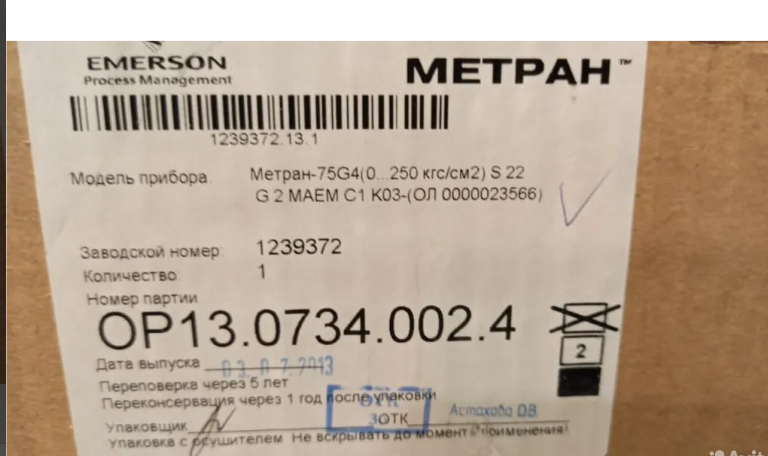 EMERSON
Process Management
МЕТРАН™
1239372.13.1
Модель прибора: Метран-75G4(0...250 кгс/см2) S 22
G 2 MAEM C1 K03-(ОЛ 0000023566)
Заводской номер: 1239372
Количество 1
Номер партии
OP13.0734.002.4
2
Дата выпуска 03.07.2013
Переповерка через 5 лет
Переконсервация через 1 год после упаковки
ОТК
Упаковщик ОТК Астахова О.В.
Упаковка с осушителем Не вскрывать до момента применения!